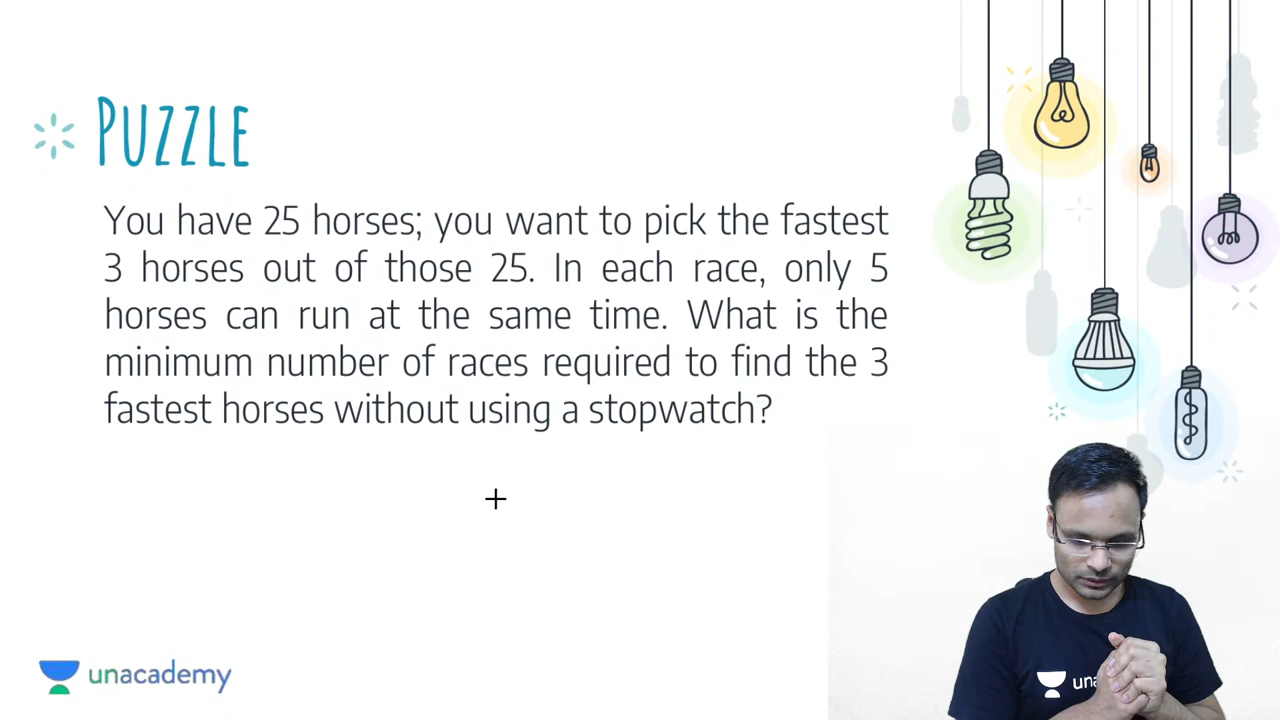 PUZZLE
You have 25 horses; you want to pick the fastest
3 horses out of those 25. In each race, only 5
horses can run at the same time. What is the
minimum number of races required to find the 3
fastest horses without using a stopwatch?
unacademy
una